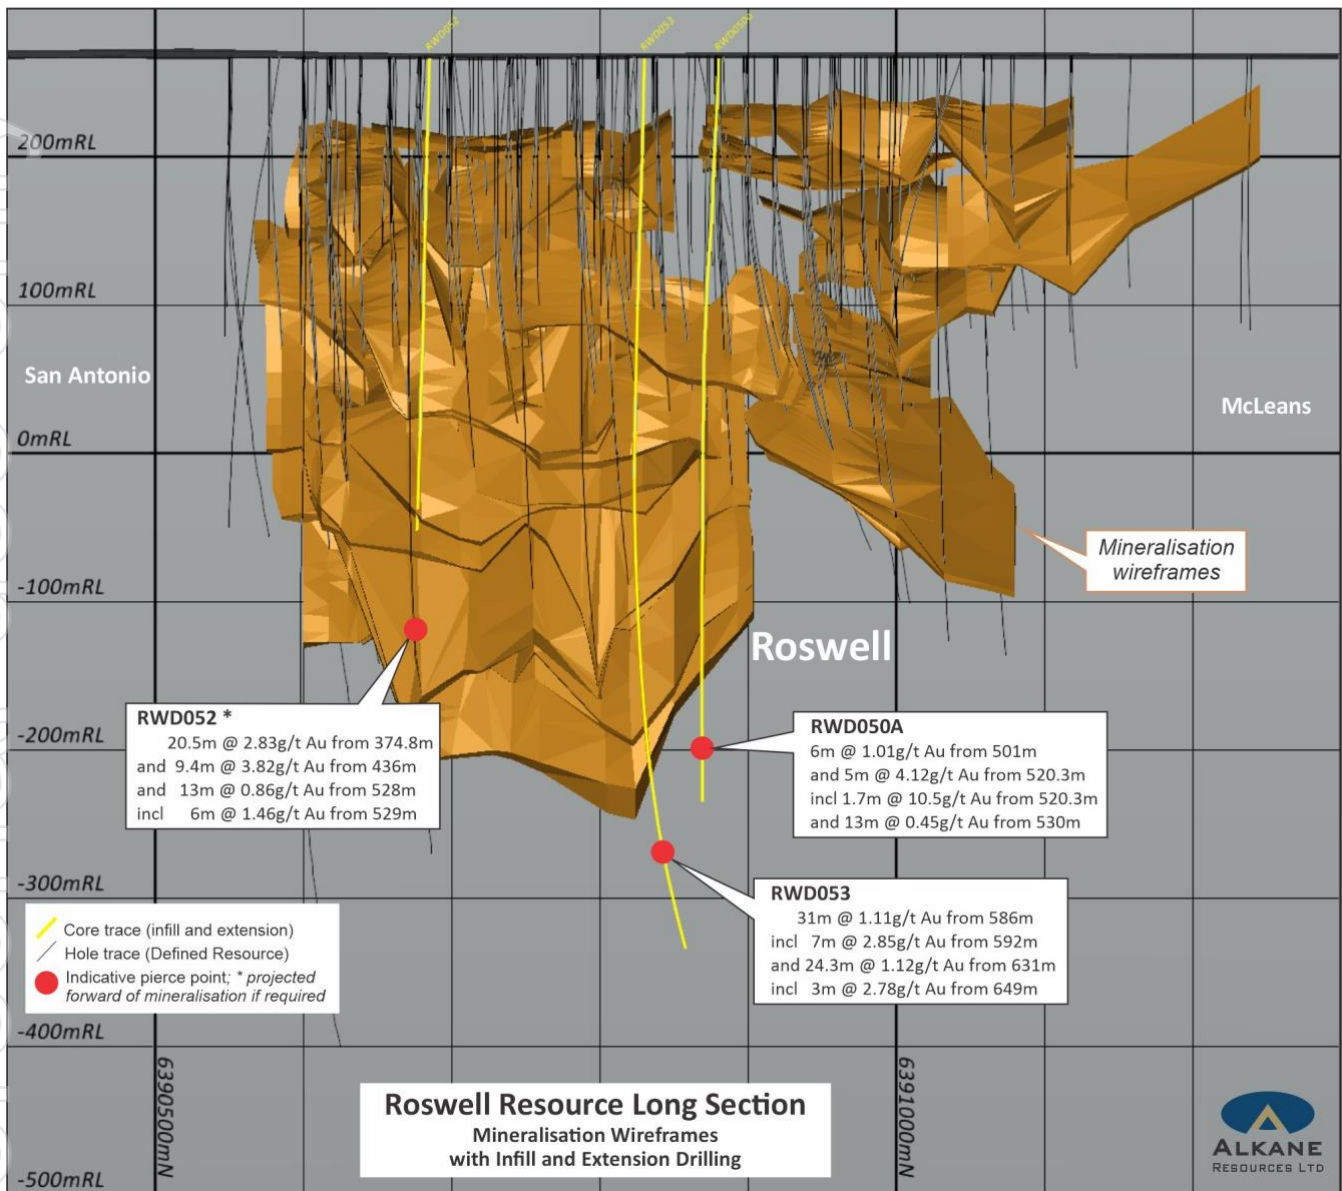 RWD052
RWD053
RWD050A
200mRL
100mRL
San Antonio
McLeans
0mRL
Mineralisation
wireframes
-100mRL
Roswell
RWD052 *
20.5m @ 2.83g/t Au from 374.8m
and 9.4m @ 3.82g/t Au from 436m
and 13m @ 0.86g/t Au from 528m
incl 6m @ 1.46g/t Au from 529m
-200mRL
RWD050A
6m @ 1.01g/t Au from 501m
and 5m @ 4.12g/t Au from 520.3m
incl 1.7m @ 10.5g/t Au from 520.3m
and 13m @ 0.45g/t Au from 530m
-300mRL
RWD053
31m @ 1.11g/t Au from 586m
incl 7m @ 2.85g/t Au from 592m
and 24.3m @ 1.12g/t Au from 631m
incl 3m @ 2.78g/t Au from 649m
Core trace (infill and extension)
Hole trace (Defined Resource)
Indicative pierce point; * projected
forward of mineralisation if required
-400mRL
6390500mN
6391000mN
Roswell Resource Long Section
Mineralisation Wireframes
with Infill and Extension Drilling
ALKANE
RESOURCES LTD
-500mRL